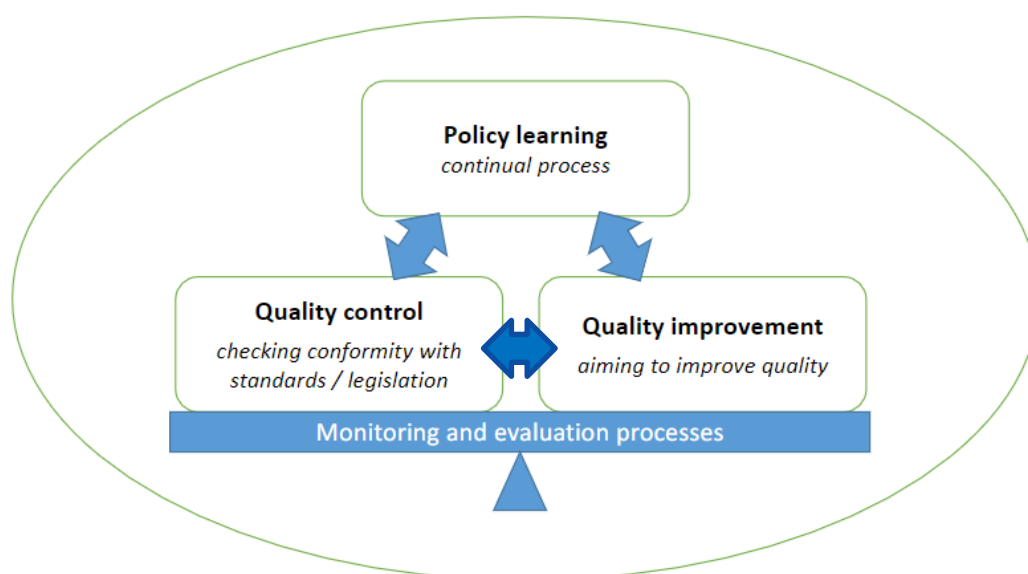 Policy learning
continual process
Quality control
checking conformity with
standards / legislation
Quality improvement
aiming to improve quality
Monitoring and evaluation processes